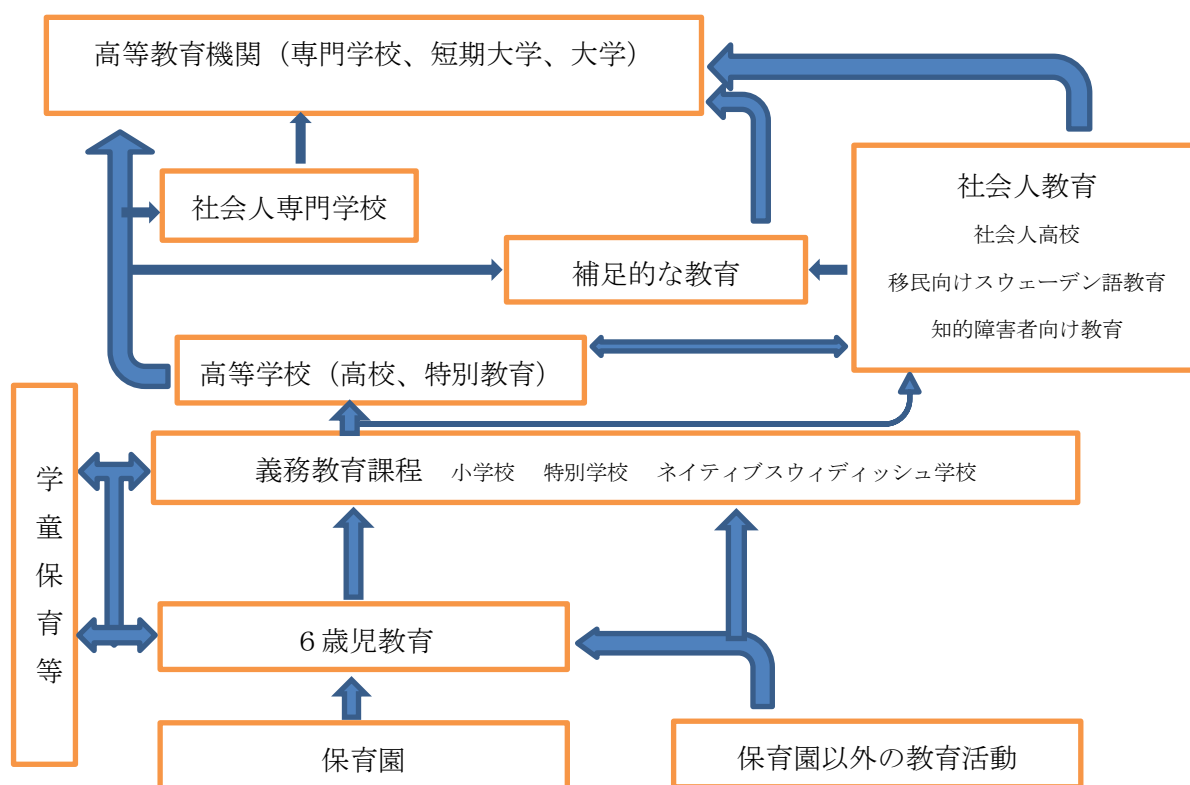 高等教育機関（専門学校、短期大学、大学）
社会人専門学校
社会人教育
社会人高校
移民向けスウェーデン語教育
知的障害者向け教育
補足的な教育
高等学校（高校、特別教育）
学童保育等
義務教育課程 小学校 特別学校 ネイティブスウィディッシュ学校
６歳児教育
保育園
保育園以外の教育活動